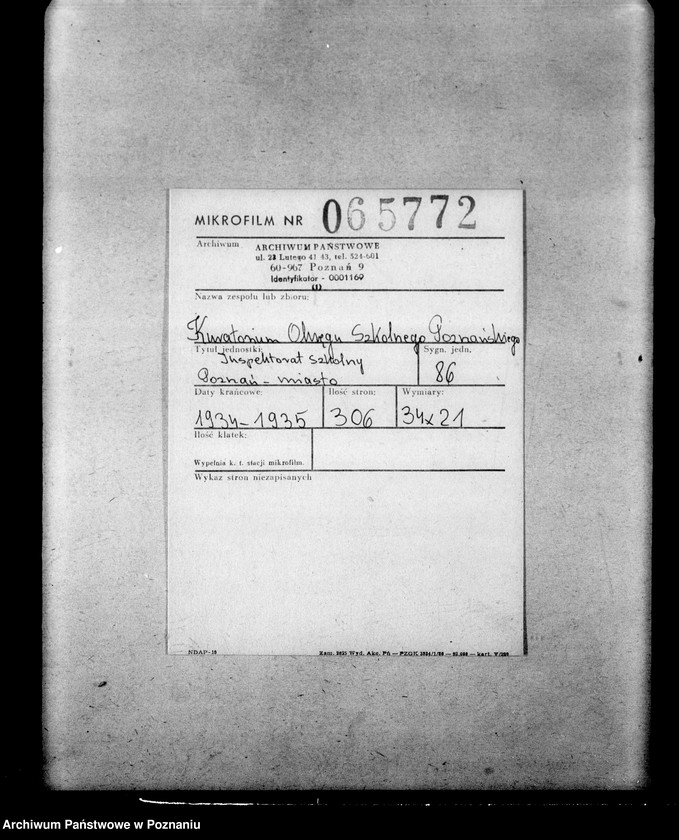 MIKROFILM NR 065772
Archiwum ARCHIWUM PAŃSTWOWE
ul. 23 Lutego 41 43, tel. 524-601
60-967 Poznań 9
Identyfikator - 0001160
(1)
Nazwa zespołu lub zbioru:
Kuratorium Okręgu Szkolnego Poznańskiego
Tytuł jednostki: Sygn. jedn.
Inspektorat szkolny
Poznań - miasto 86
Daty krańcowe: Ilość stron: Wymiary:
1934-1935 306 34x21
Ilość klatek:
Wypełnia k. t. stacji mikrofilm.
Wykaz stron niezapisanych
NDAP-10
Archiwum Państwowe w Poznaniu